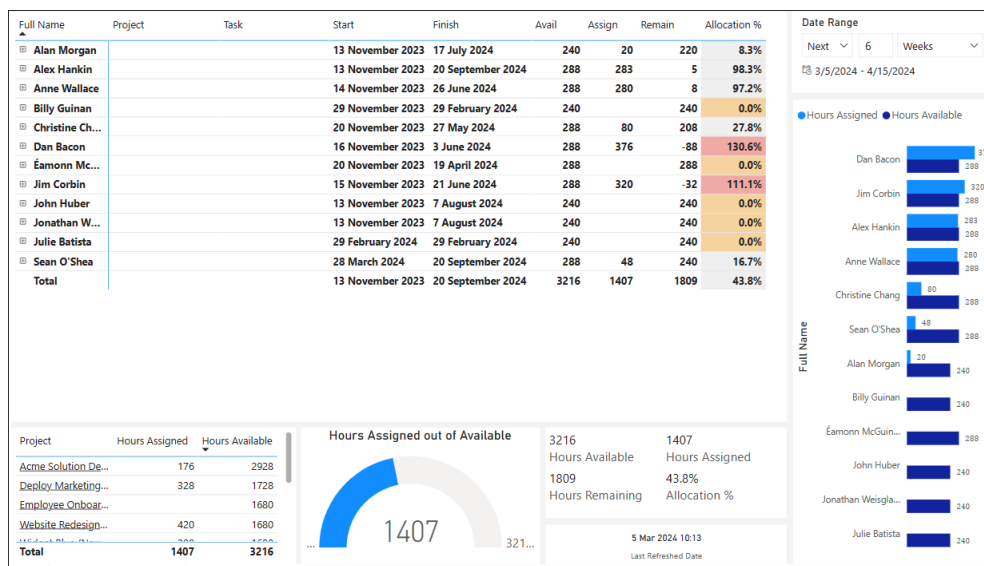 Full Name Project Task Start Finish Avail Assign Remain Allocation %
Alan Morgan 13 November 2023 17 July 2024 240 20 220 8.3%
Alex Hankin 13 November 2023 20 September 2024 288 283 5 98.3%
Anne Wallace 14 November 2023 26 June 2024 288 280 8 97.2%
Billy Guinan 29 November 2023 29 February 2024 240 240 0.0%
Christine Ch... 20 November 2023 27 May 2024 288 80 208 27.8%
Dan Bacon 16 November 2023 3 June 2024 288 376 -88 130.6%
Éamonn Mc... 20 November 2023 19 April 2024 288 288 0.0%
Jim Corbin 15 November 2023 21 June 2024 288 320 -32 111.1%
John Huber 13 November 2023 7 August 2024 240 240 0.0%
Jonathan W... 13 November 2023 7 August 2024 240 240 0.0%
Julie Batista 29 February 2024 29 February 2024 240 240 0.0%
Sean O'Shea 28 March 2024 20 September 2024 288 48 240 16.7%
Total 13 November 2023 20 September 2024 3216 1407 1809 43.8%
Date Range
Next 6 Weeks
3/5/2024 - 4/15/2024
Hours Assigned Hours Available
Full Name
Dan Bacon
288
Jim Corbin 320
288
Alex Hankin 283
288
Anne Wallace 280
288
Christine Chang 80
288
Sean O'Shea 48
288
Alan Morgan 20
240
Billy Guinan 240
Éamonn McGuin... 288
John Huber 240
Jonathan Weisgla... 240
Julie Batista 240
Project Hours Assigned Hours Available
Acme Solution De... 176 2928
Deploy Marketing... 328 1728
Employee Onboar... 1680
Website Redesign... 420 1680
Total 1407 3216
Hours Assigned out of Available
1407
... 321...
3216 1407
Hours Available Hours Assigned
1809 43.8%
Hours Remaining Allocation %
5 Mar 2024 10:13
Last Refreshed Date